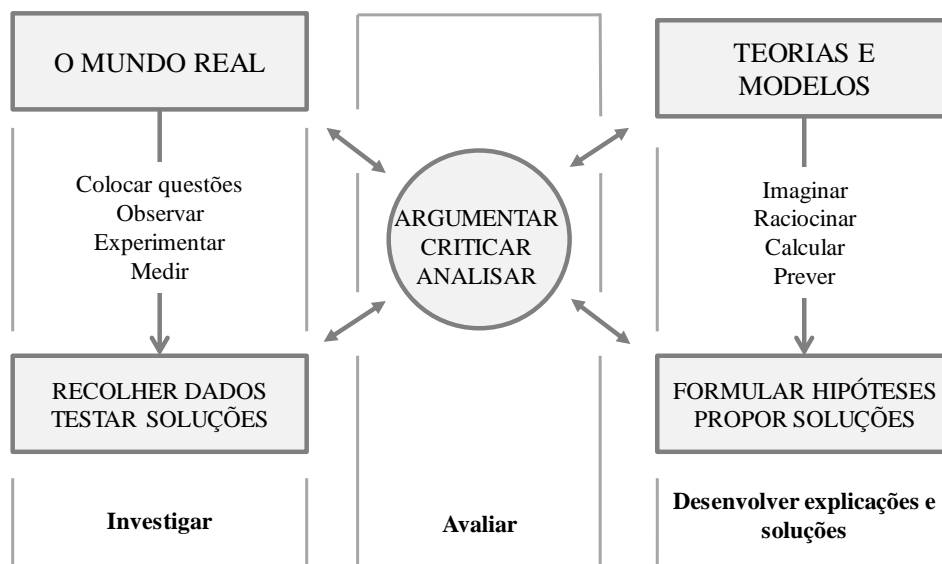 O MUNDO REAL
TEORIAS E
MODELOS
Colocar questões
Observar
Experimentar
Medir
ARGUMENTAR
CRITICAR
ANALISAR
Imaginar
Raciocinar
Calcular
Prever
RECOLHER DADOS
TESTAR SOLUÇÕES
FORMULAR HIPÓTESES
PROPOR SOLUÇÕES
Investigar
Avaliar
Desenvolver explicações e
soluções